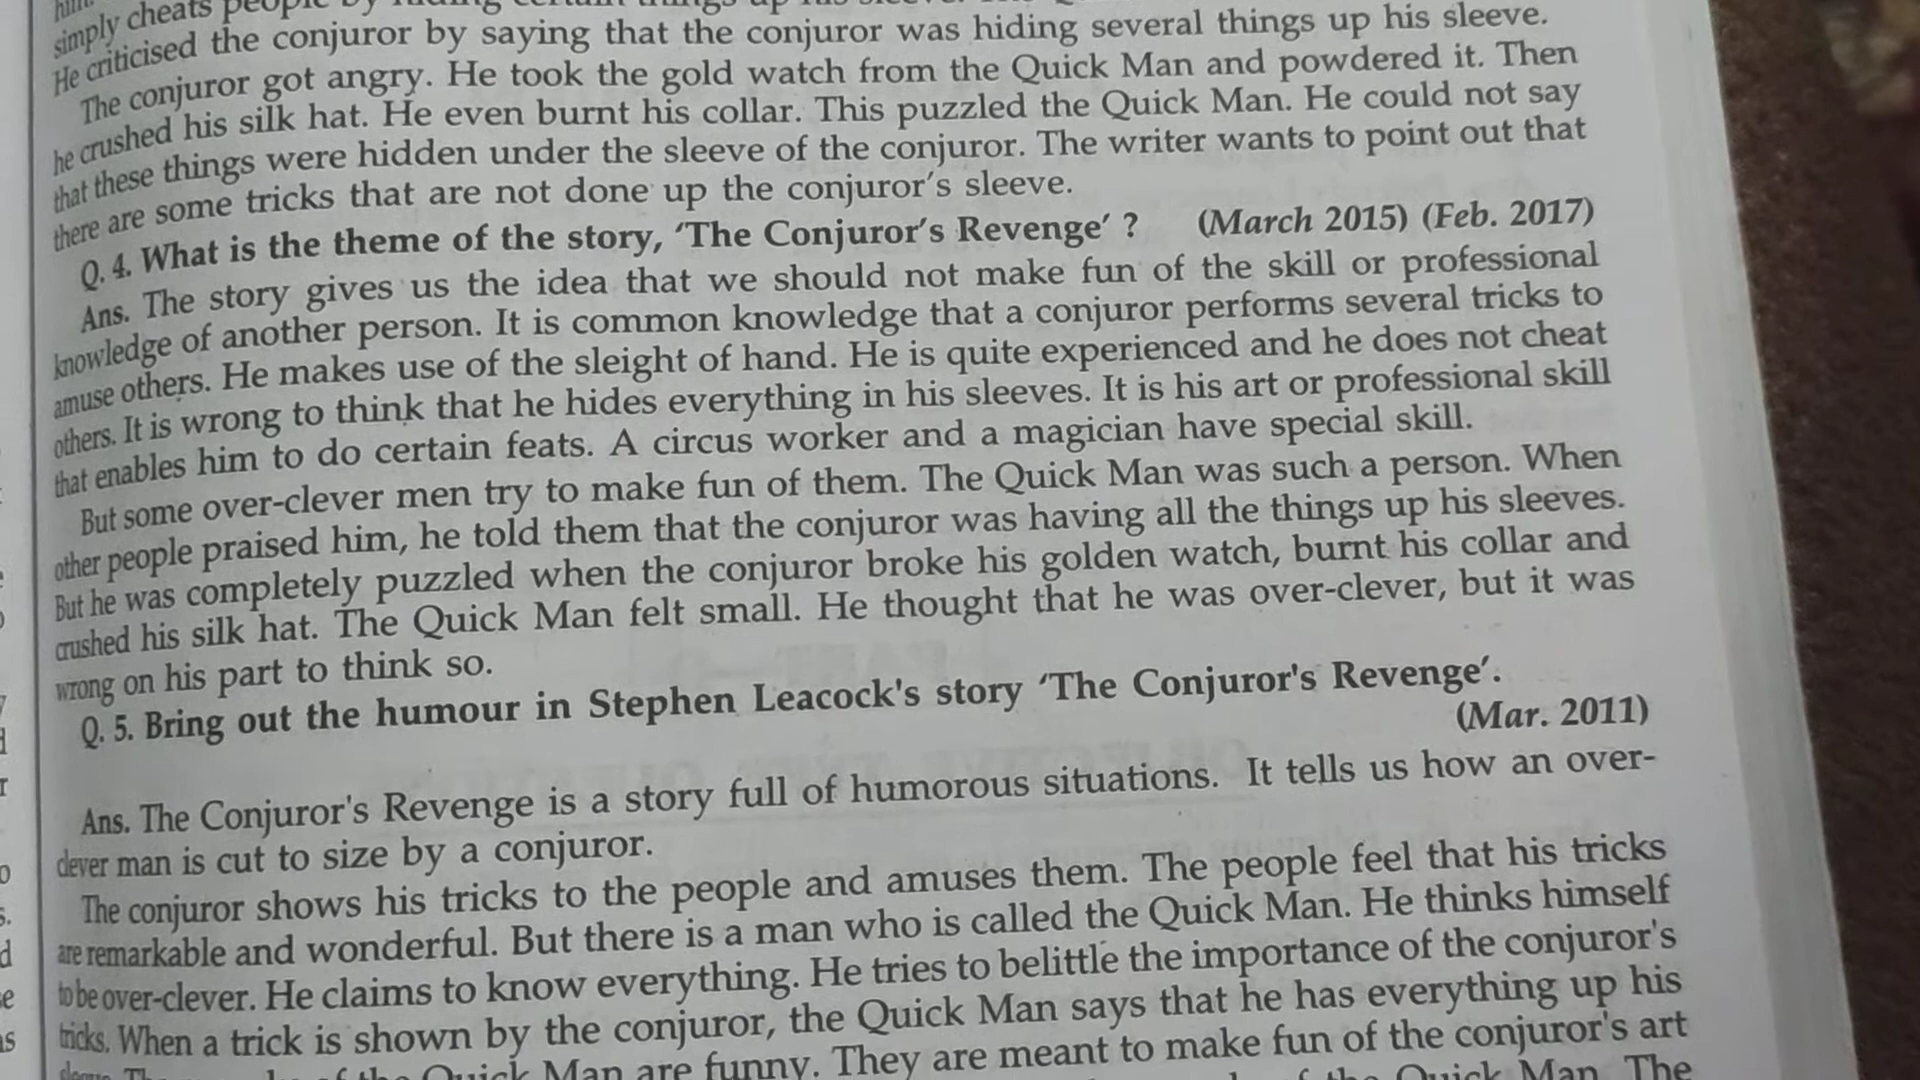 simply cheats people by hiding certain things up his sleeve.
He criticised the conjuror by saying that the conjuror was hiding several things up his sleeve.
The conjuror got angry. He took the gold watch from the Quick Man and powdered it. Then
he crushed his silk hat. He even burnt his collar. This puzzled the Quick Man. He could not say
that these things were hidden under the sleeve of the conjuror. The writer wants to point out that
there are some tricks that are not done up the conjuror's sleeve.
Q. 4. What is the theme of the story, 'The Conjuror's Revenge' ? (March 2015) (Feb. 2017)
Ans. The story gives us the idea that we should not make fun of the skill or professional
knowledge of another person. It is common knowledge that a conjuror performs several tricks to
amuse others. He makes use of the sleight of hand. He is quite experienced and he does not cheat
others. It is wrong to think that he hides everything in his sleeves. It is his art or professional skill
that enables him to do certain feats. A circus worker and a magician have special skill.
But some over-clever men try to make fun of them. The Quick Man was such a person. When
other people praised him, he told them that the conjuror was having all the things up his sleeves.
But he was completely puzzled when the conjuror broke his golden watch, burnt his collar and
crushed his silk hat. The Quick Man felt small. He thought that he was over-clever, but it was
wrong on his part to think so.
Q. 5. Bring out the humour in Stephen Leacock's story 'The Conjuror's Revenge'.
(Mar. 2011)
Ans. The Conjuror's Revenge is a story full of humorous situations. It tells us how an over-
clever man is cut to size by a conjuror.
The conjuror shows his tricks to the people and amuses them. The people feel that his tricks
are remarkable and wonderful. But there is a man who is called the Quick Man. He thinks himself
to be over-clever. He claims to know everything. He tries to belittle the importance of the conjuror's
tricks. When a trick is shown by the conjuror, the Quick Man says that he has everything up his
of the Quick Man are funny. They are meant to make fun of the conjuror's art
the Quick Man. The